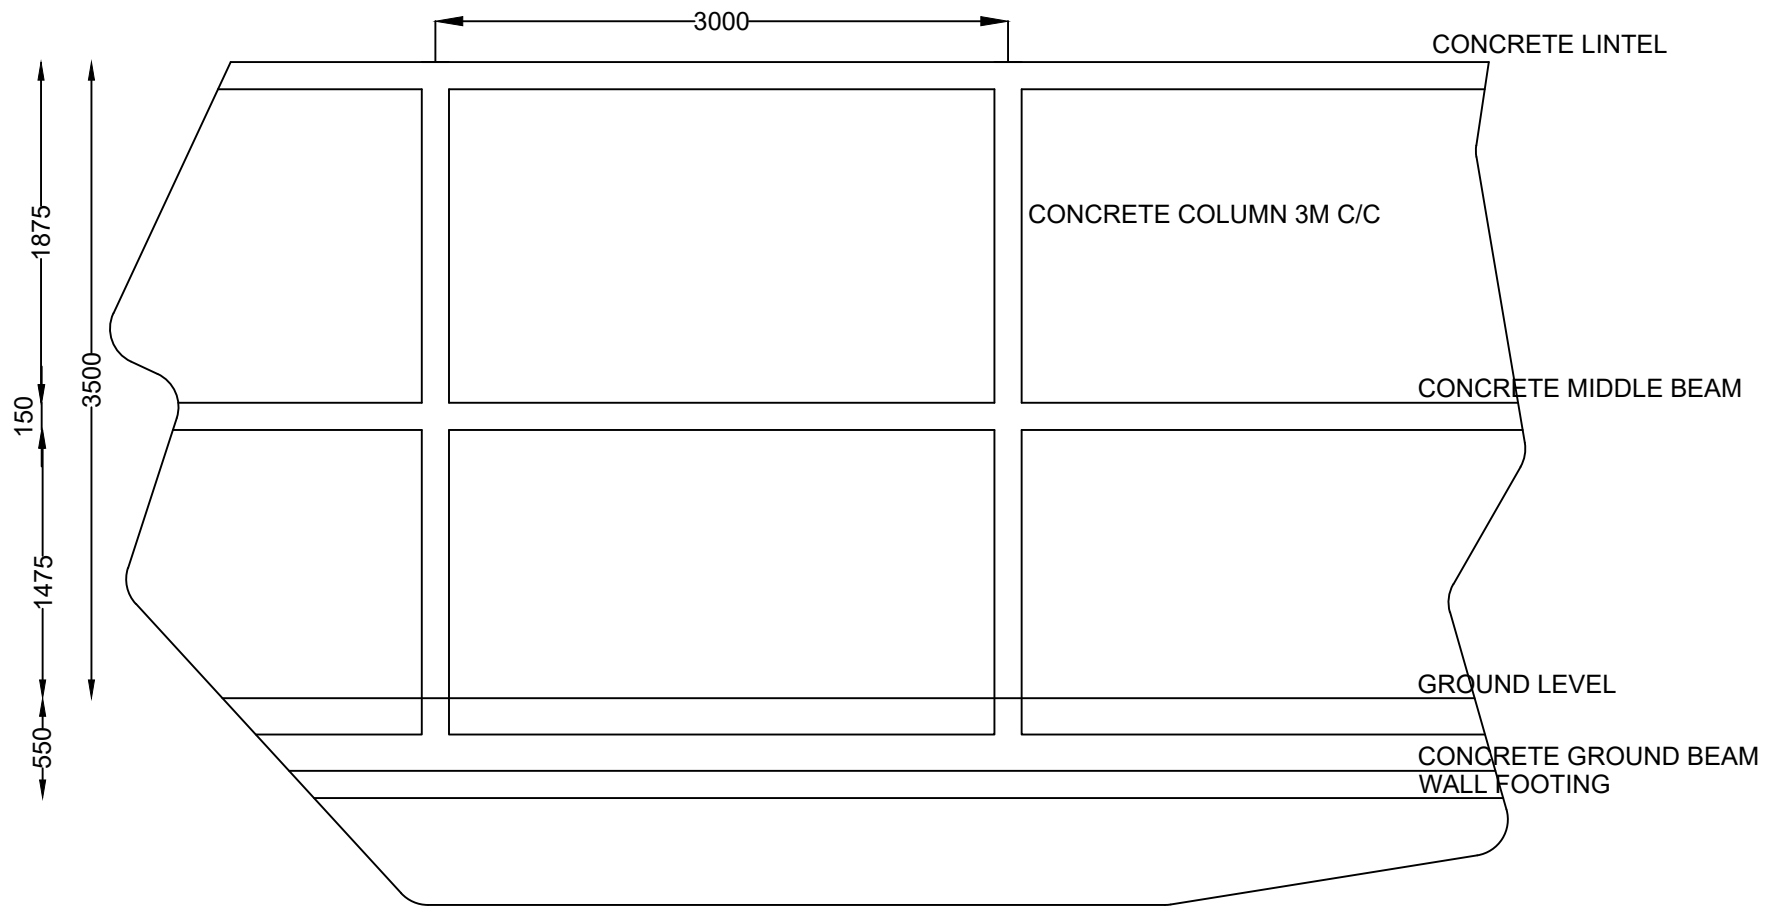 3000
CONCRETE LINTEL
1875
3500
CONCRETE COLUMN 3M C/C
150
CONCRETE MIDDLE BEAM
1475
GROUND LEVEL
550
CONCRETE GROUND BEAM
WALL FOOTING